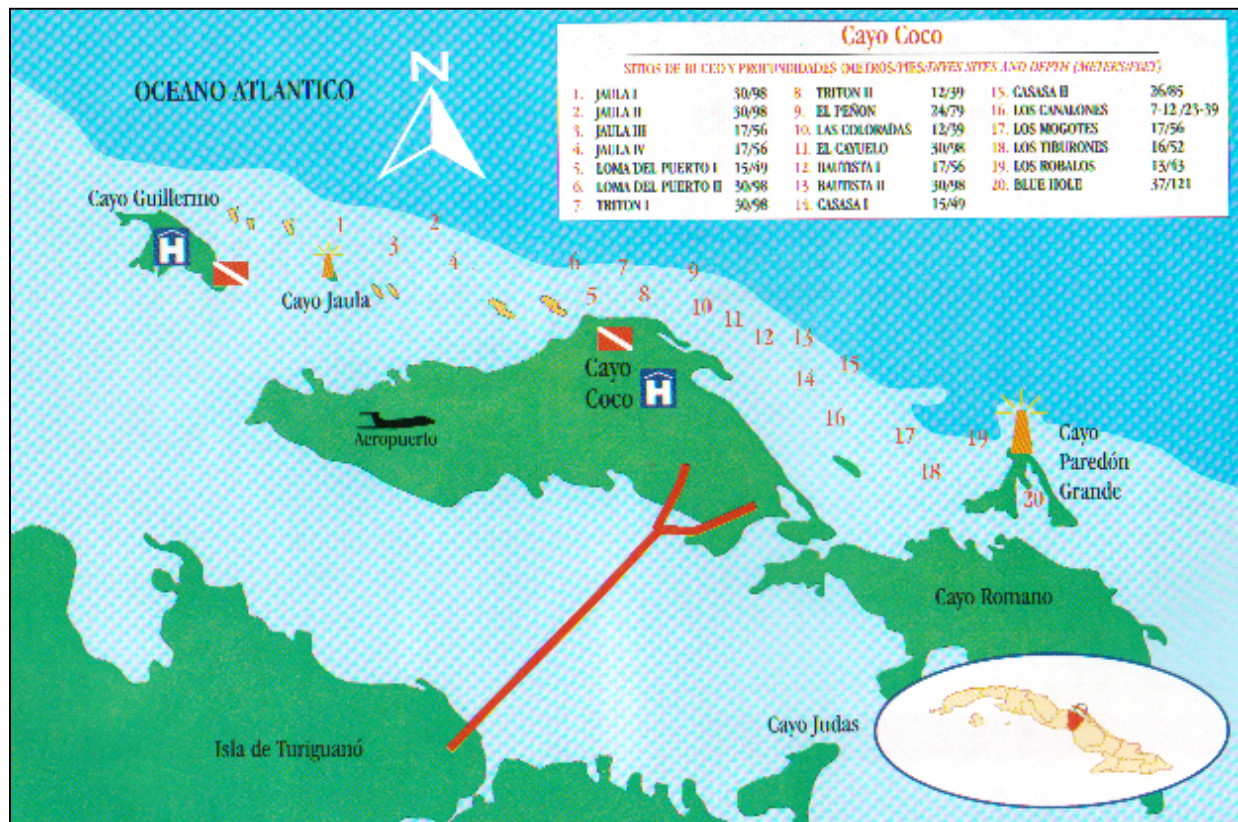 Cayo Coco
SITIOS DE BUCEO Y PROFUNDIDADES (METROS/PIES/DIVES SITES AND DEPTH (METERS/FEET)
1. JAULA I 30/98
2. JAULA II 30/98
3. JAULA III 17/56
4. JAULA IV 17/56
5. LOMA DEL PUERTO I 15/49
6. LOMA DEL PUERTO II 30/98
7. TRITON I 30/98
8 TRITON II 12/39
9. EL PEÑON 24/79
10. LAS COLORADAS 12/39
11. EL CAYUELO 30/98
12. BAUTISTA I 17/56
13. BAUTISTA II 30/98
14. CASASA I 15/49
15. CASASA II 26/85
16. LOS CANALONES 7-12 /23-39
17. LOS MOGOTES 17/56
18. LOS TIBURONES 16/52
19. LOS ROBALOS 13/43
20. BLUE HOLE 37/121
OCEANO ATLANTICO
N
Cayo Guillermo
H
1
2
3
4
Cayo Jaula
6
7
9
5
8
10
11
12
13
Cayo
Coco
H
14
15
Aeropuerto
16
17
19
18
Cayo
Paredón
Grande
20
Cayo Romano
Isla de Turiguanó
Cayo Judas